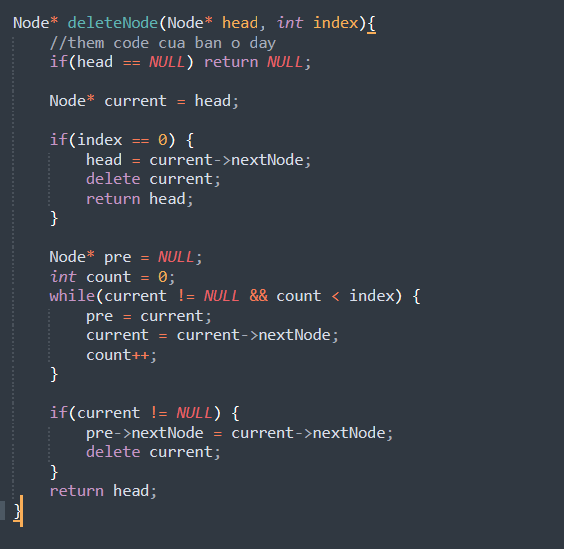 Node* deleteNode(Node* head, int index){
    //them code cua ban o day
    if(head == NULL) return NULL;

    Node* current = head;

    if(index == 0) {
        head = current->nextNode;
        delete current;
        return head;
    }

    Node* pre = NULL;
    int count = 0;
    while(current != NULL && count < index) {
        pre = current;
        current = current->nextNode;
        count++;
    }

    if(current != NULL) {
        pre->nextNode = current->nextNode;
        delete current;
    }
    return head;
}